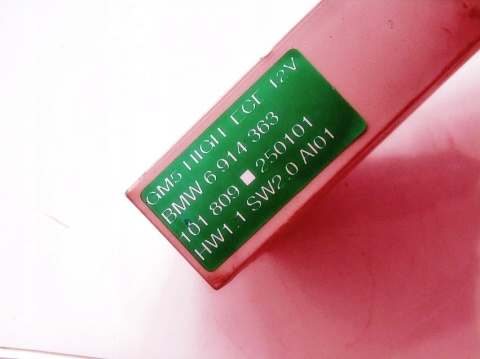 GM5 HIGH ECE 12V
BMW 6 914 363
101 809 250101
HW1.1 SW2.0 AI01